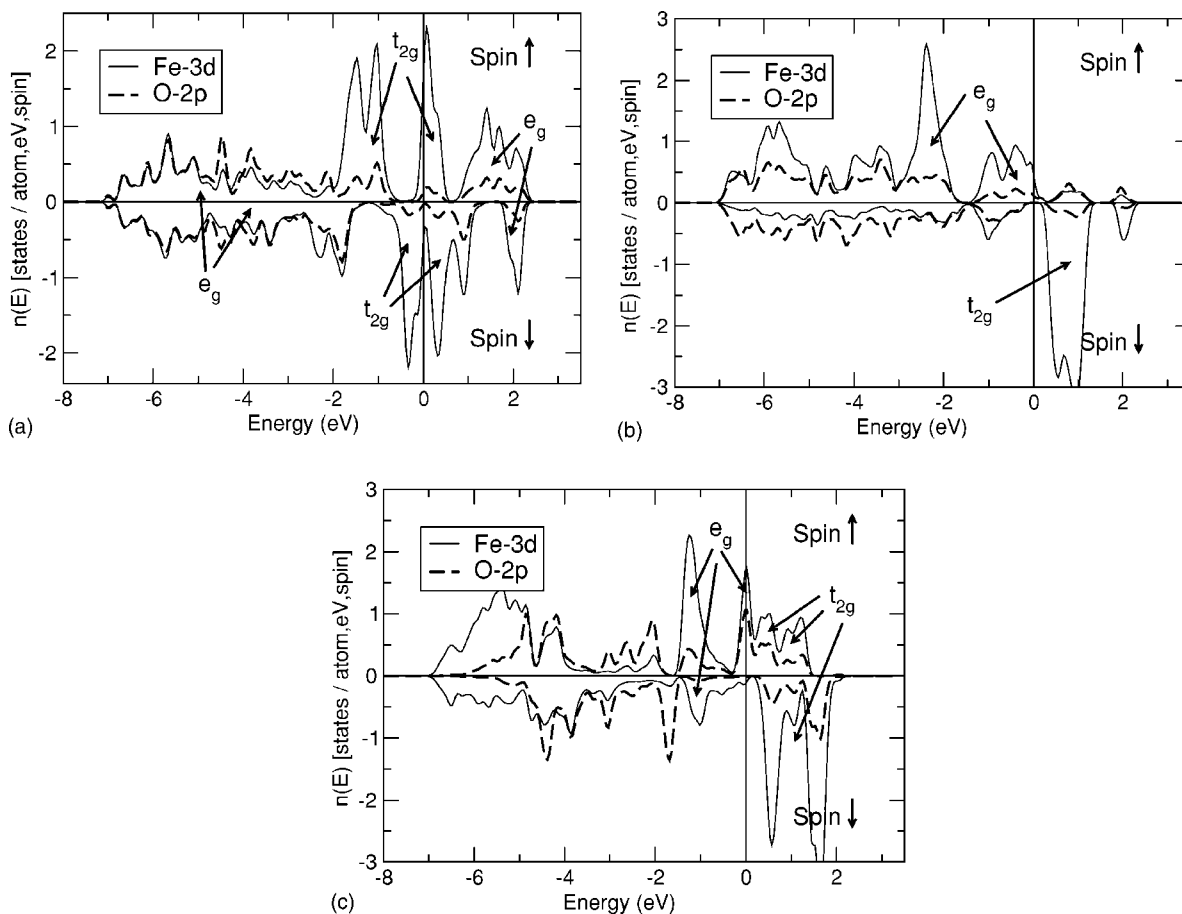 2
1
0
-1
-2
n(E) [states / atom,eV,spin]
Fe-3d
O-2p
t2g
eg
Spin ↑
eg
t2g
Spin ↓
-8 -6 -4 -2 0 2
Energy (eV)
(a)
3
2
1
0
-1
-2
-3
n(E) [states / atom,eV,spin]
Fe-3d
O-2p
eg
Spin ↑
t2g
Spin ↓
-8 -6 -4 -2 0 2
Energy (eV)
(b)
3
2
1
0
-1
-2
-3
n(E) [states / atom,eV,spin]
Fe-3d
O-2p
eg
Spin ↑
t2g
Spin ↓
-8 -6 -4 -2 0 2
Energy (eV)
(c)